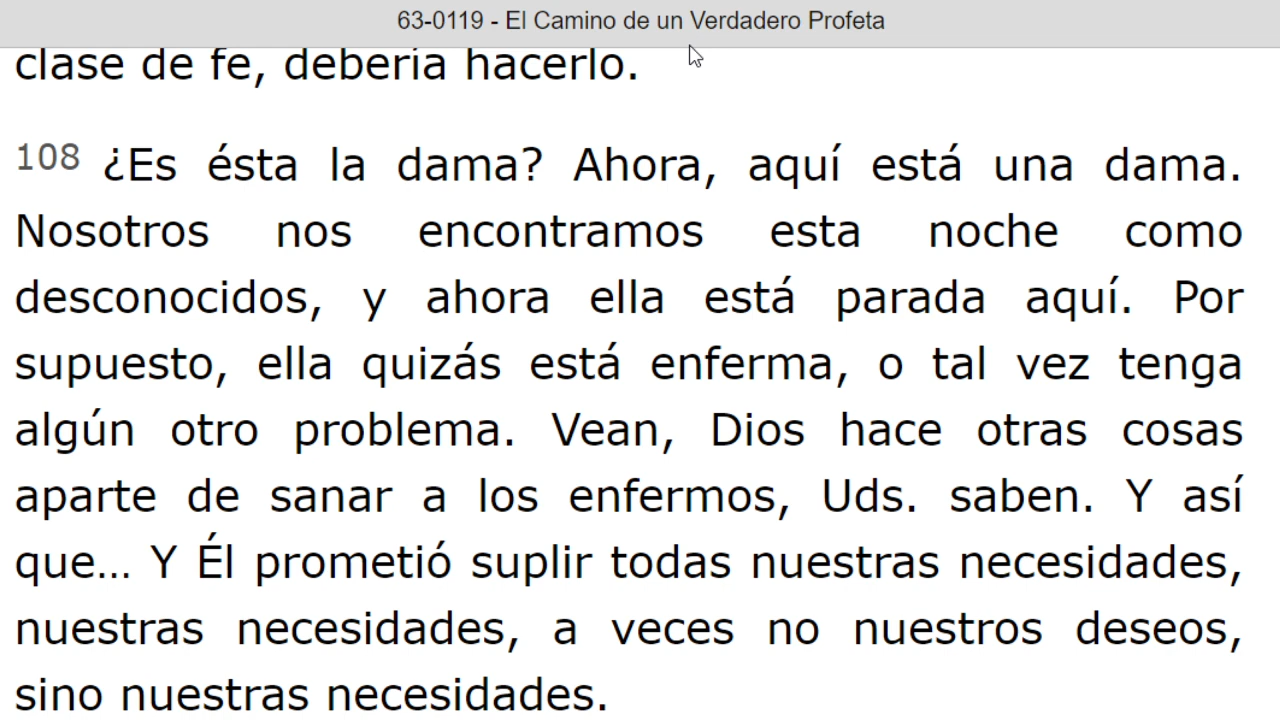 63-0119 - El Camino de un Verdadero Profeta
clase de fe, debería hacerlo.
108 ¿Es ésta la dama? Ahora, aquí está una dama.
Nosotros nos encontramos esta noche como
desconocidos, y ahora ella está parada aquí. Por
supuesto, ella quizás está enferma, o tal vez tenga
algún otro problema. Vean, Dios hace otras cosas
aparte de sanar a los enfermos, Uds. saben. Y así
que… Y Él prometió suplir todas nuestras necesidades,
nuestras necesidades, a veces no nuestros deseos,
sino nuestras necesidades.